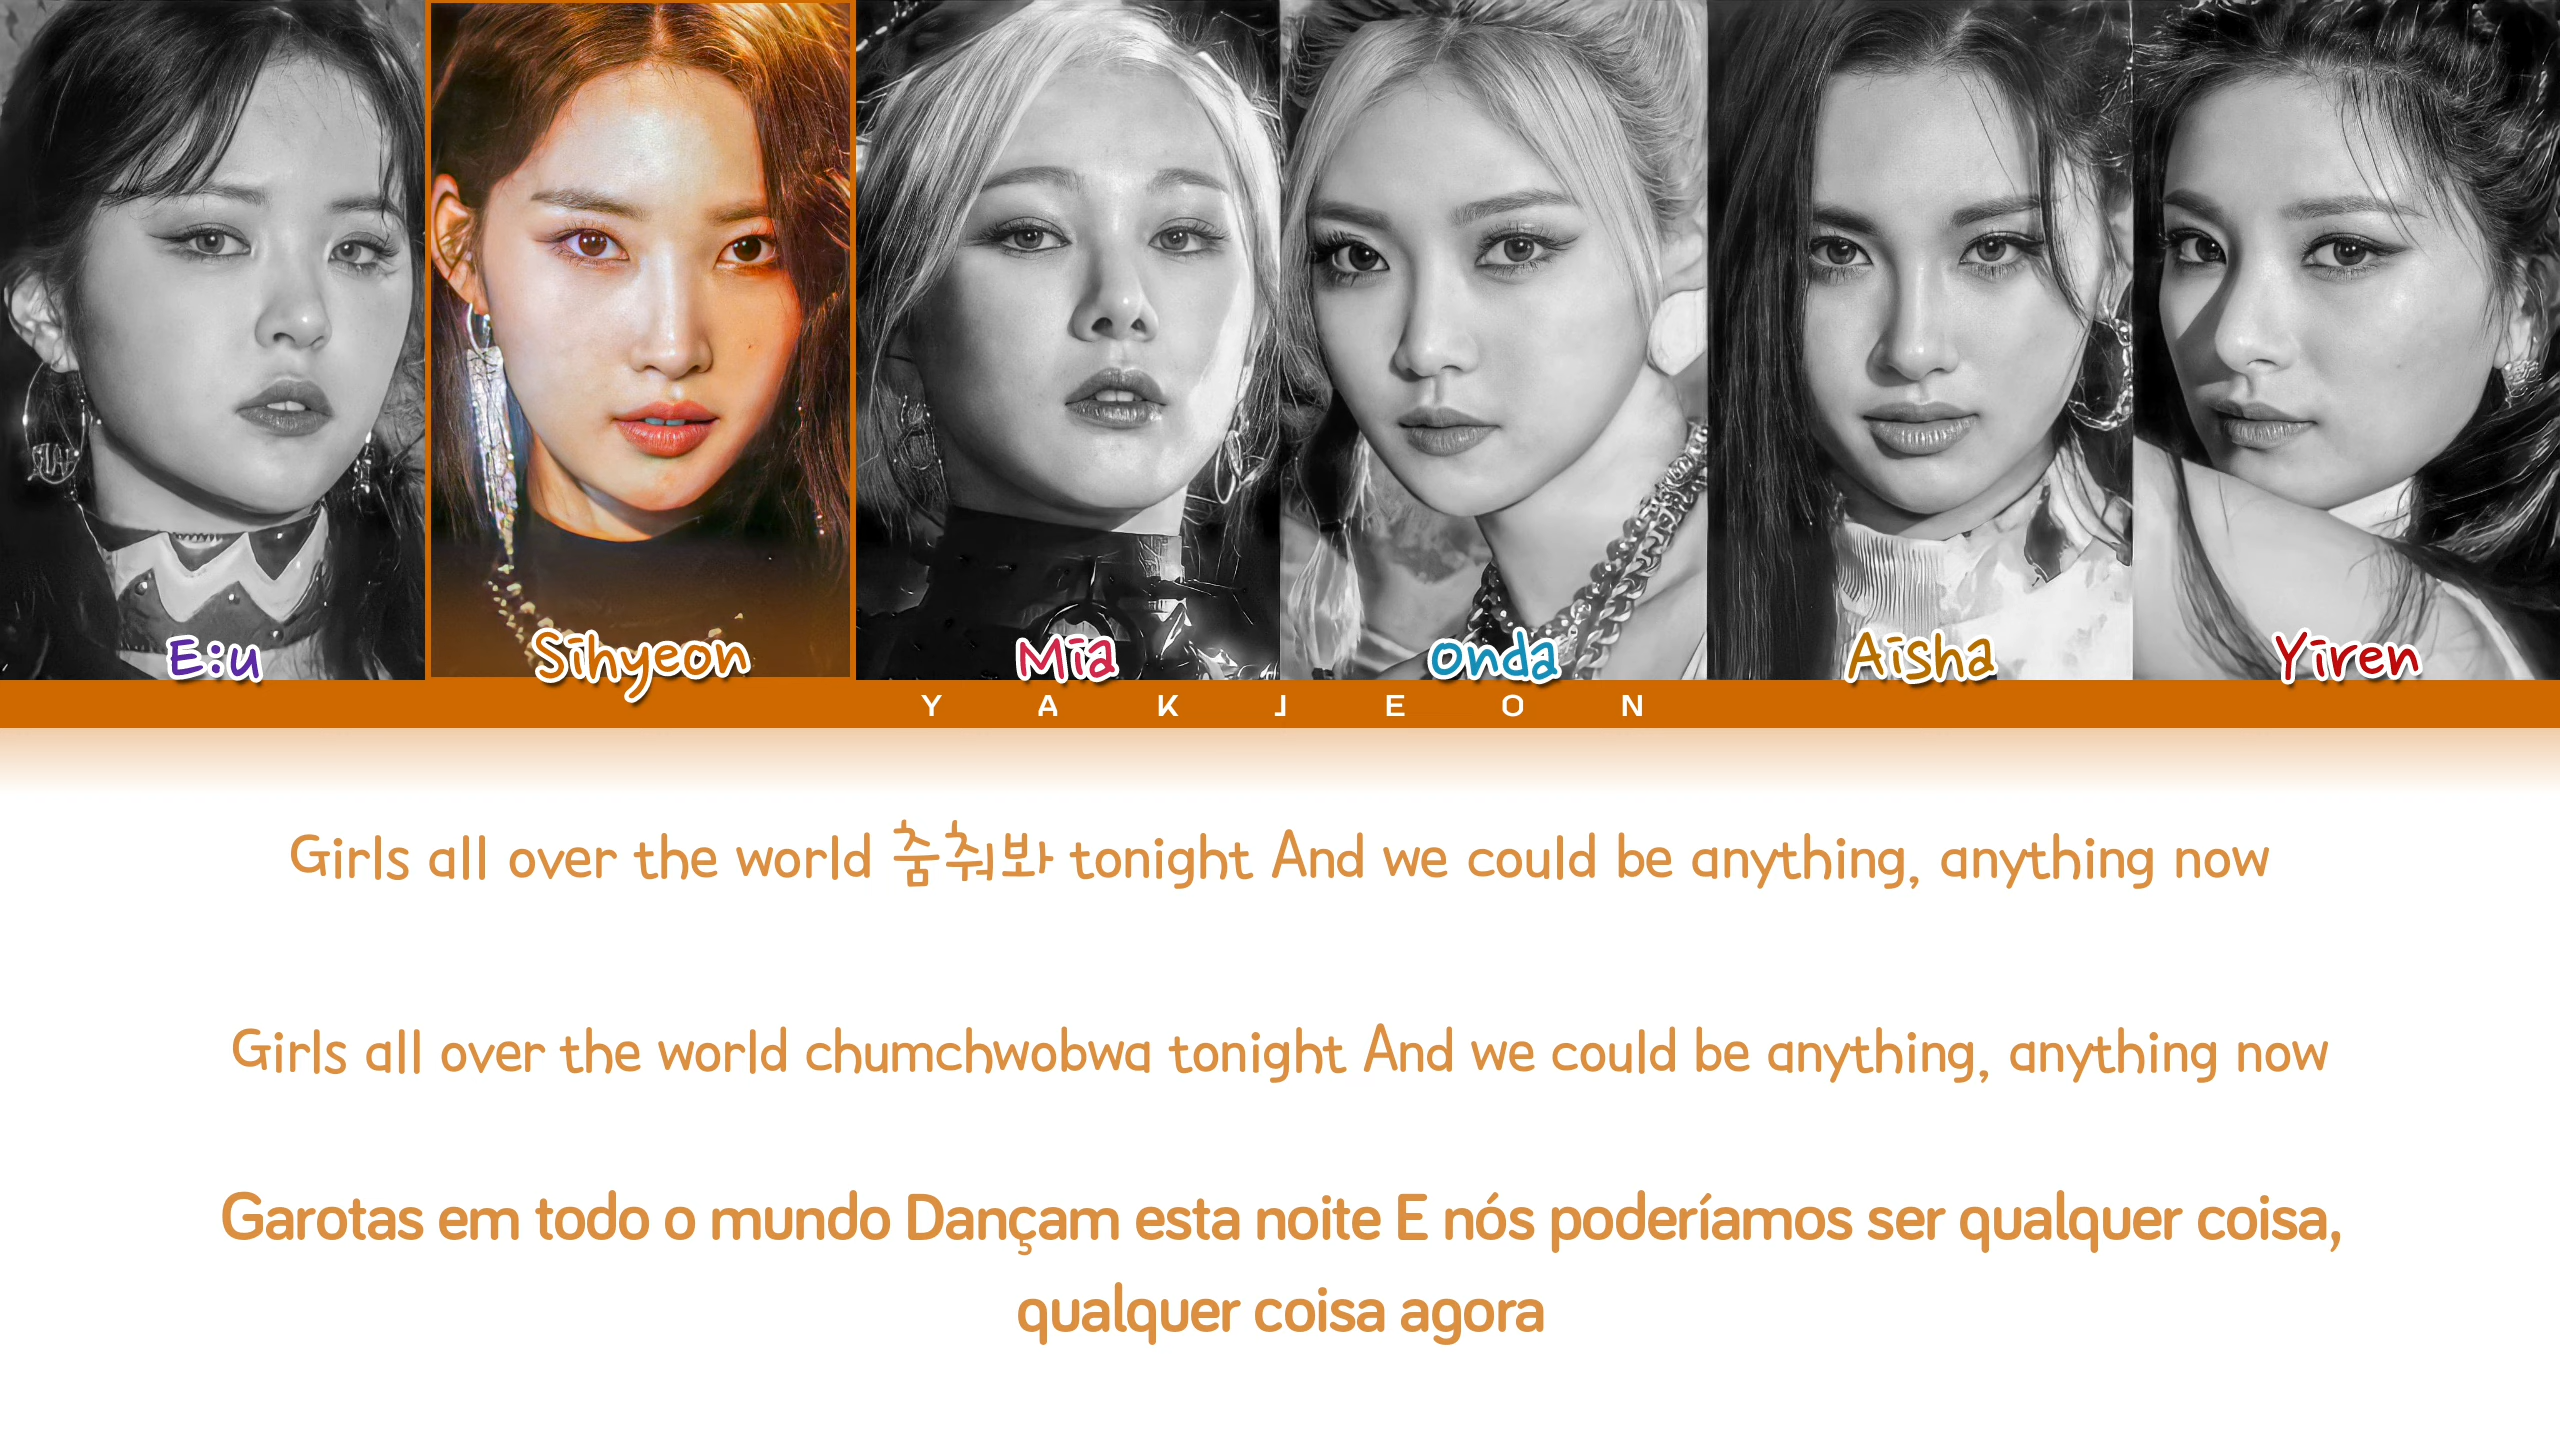 E:u Sihyeon Mia Onda Aisha Yiren
YAKJEON
Girls all over the world 춤춰봐 tonight And we could be anything, anything now
Girls all over the world chumchwobwa tonight And we could be anything, anything now
Garotas em todo o mundo Dançam esta noite E nós poderíamos ser qualquer coisa,
qualquer coisa agora